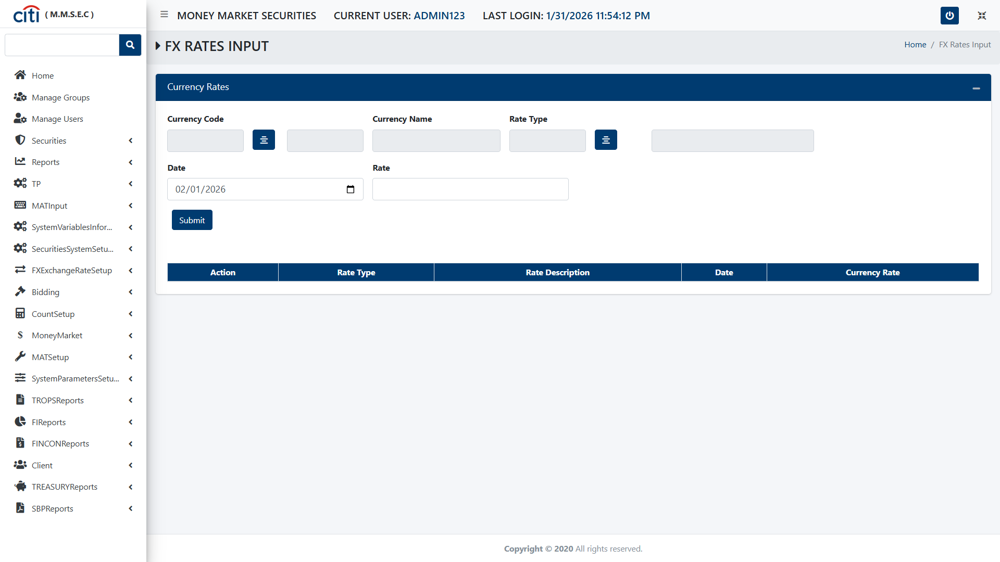 citi ( M.M.S.E.C )
MONEY MARKET SECURITIES CURRENT USER: ADMIN123 LAST LOGIN: 1/31/2026 11:54:12 PM
FX RATES INPUT
Home / FX Rates Input
Home
Manage Groups
Manage Users
Securities
Reports
TP
MATInput
SystemVariablesInfor...
SecuritiesSystemSetu...
FXExchangeRateSetup
Bidding
CountSetup
MoneyMarket
MATSetup
SystemParametersSetu...
TROPSReports
FIReports
FINCONReports
Client
TREASURYReports
SBPReports
Currency Rates
Currency Code Currency Name Rate Type
Date Rate
02/01/2026
Submit
Action Rate Type Rate Description Date Currency Rate
Copyright © 2020 All rights reserved.